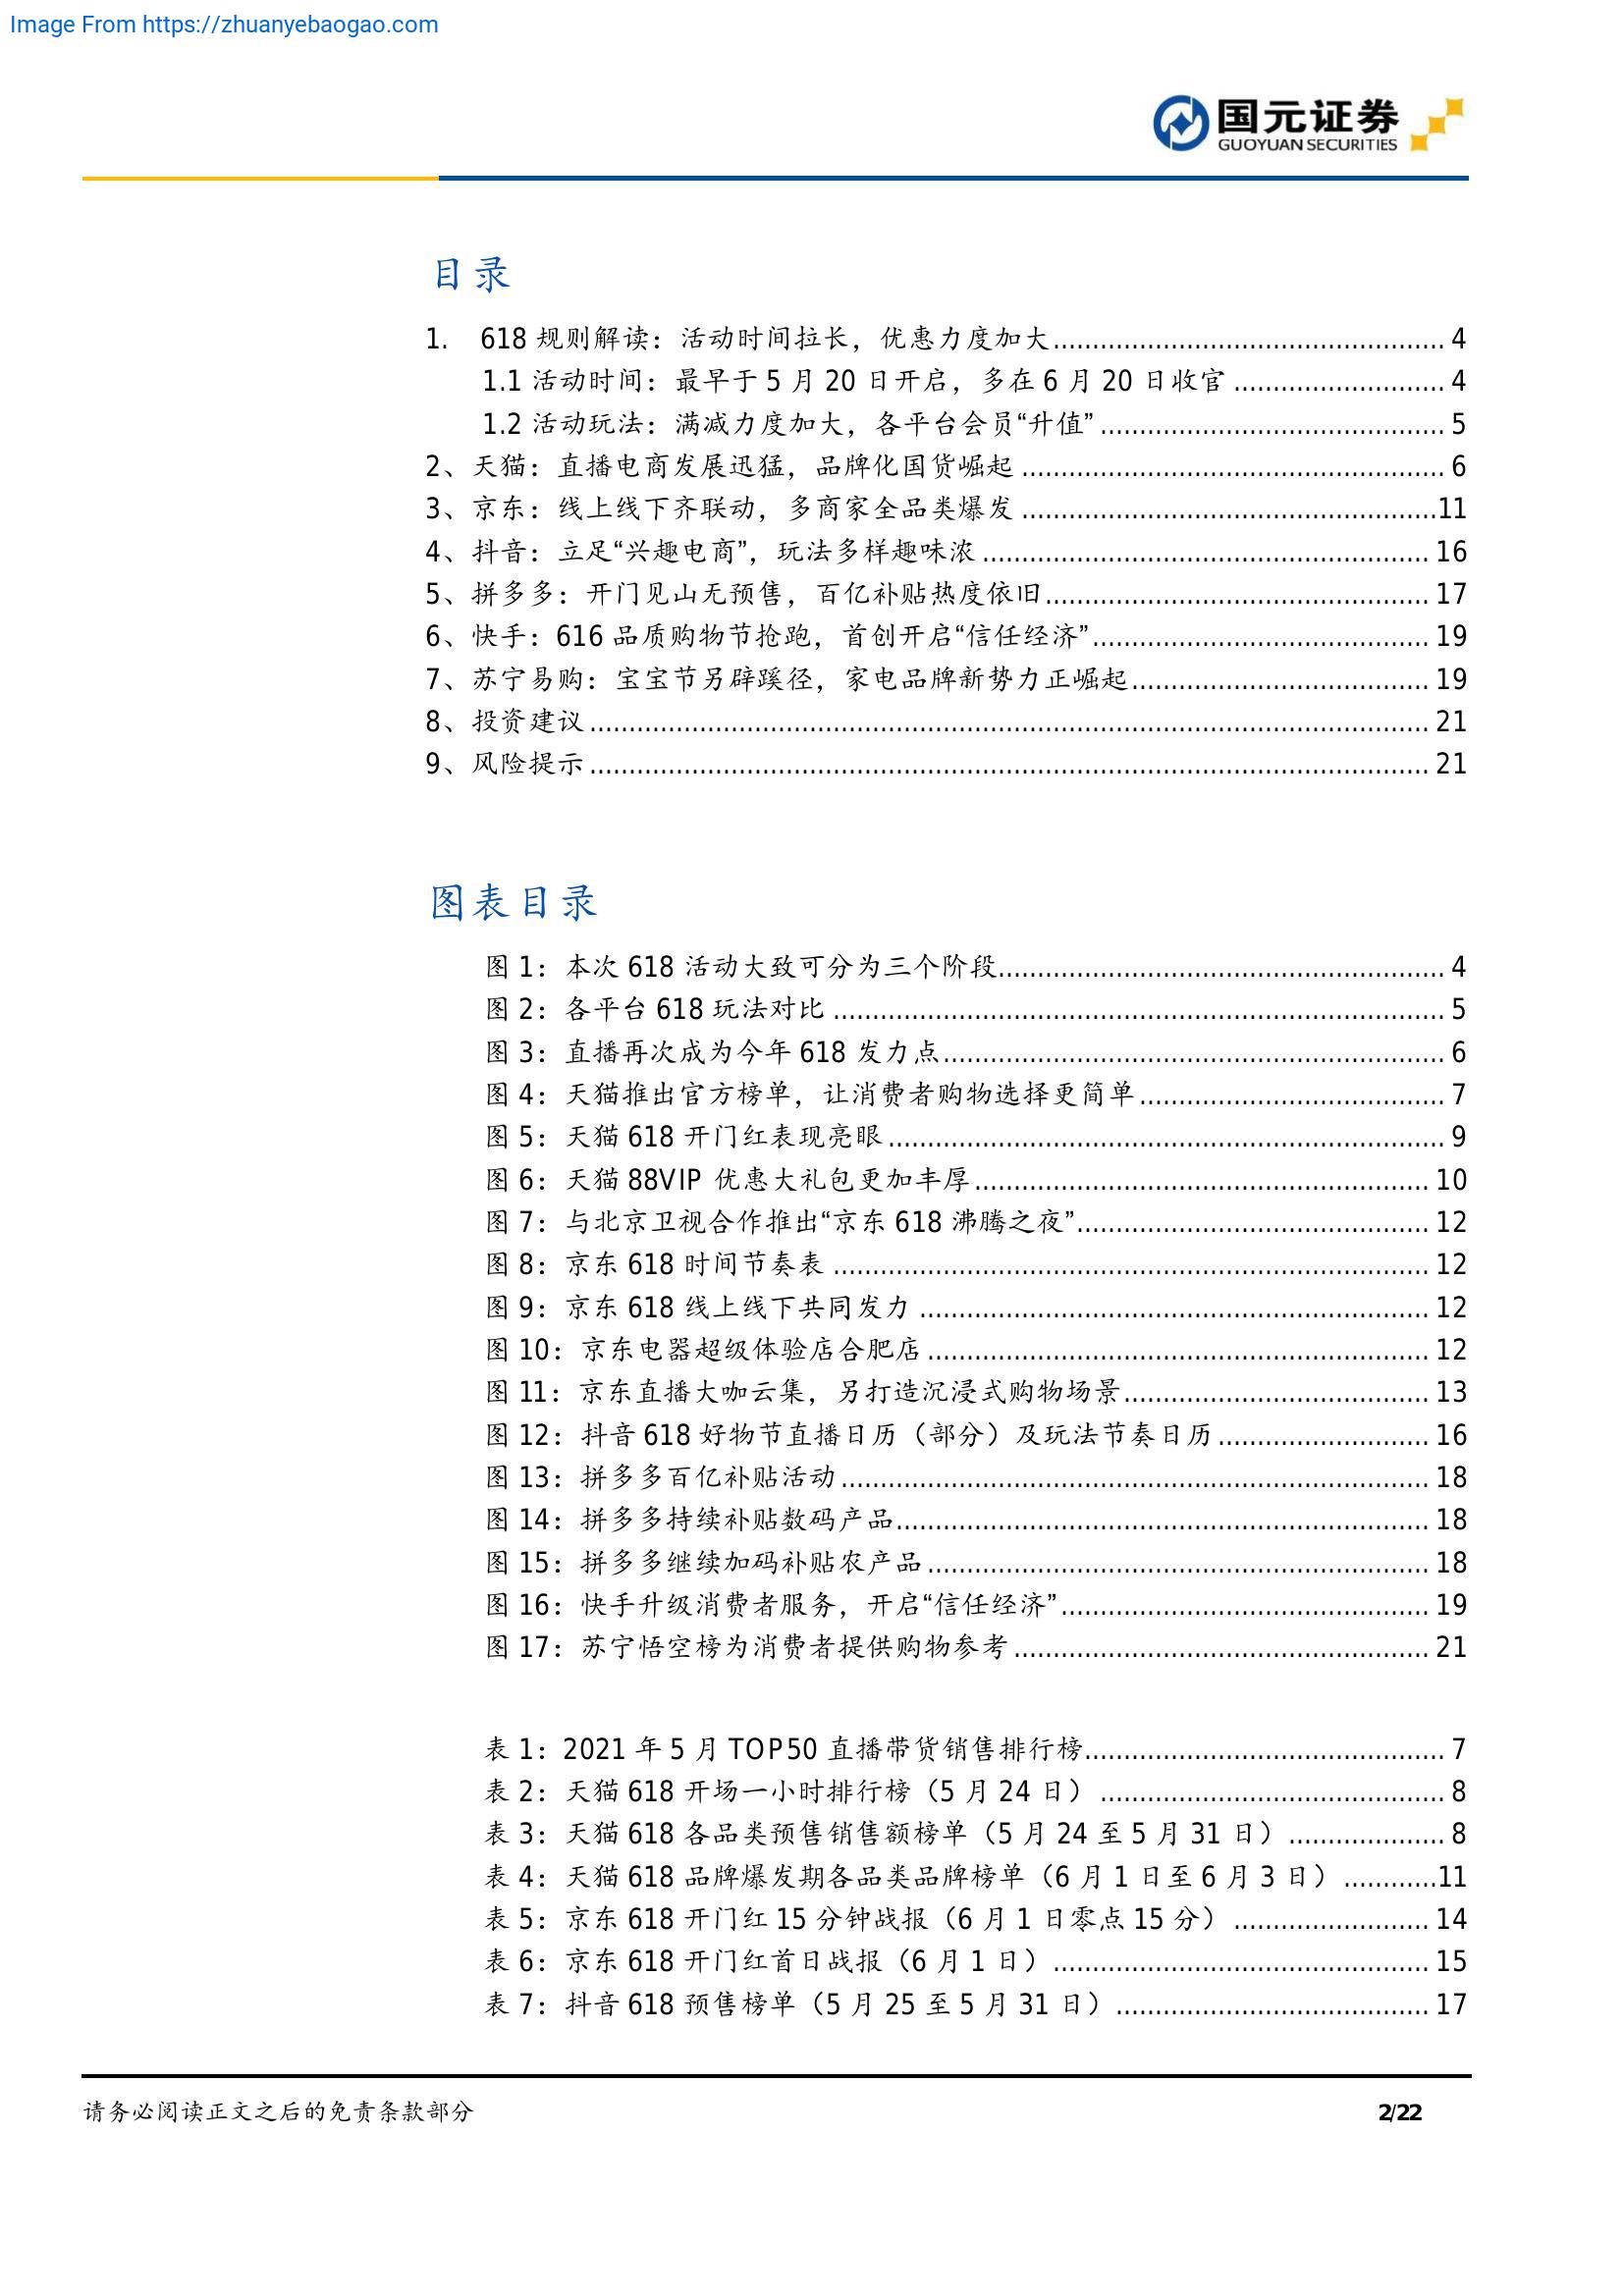 Image From https://zhuanyebaogao.com
国元证券
GUOYUAN SECURITIES
目录
1. 618 规则解读：活动时间拉长，优惠力度加大.................................................. 4
1.1 活动时间：最早于 5 月 20 日开启，多在 6 月 20 日收官 ........................... 4
1.2 活动玩法：满减力度加大，各平台会员“升值” ............................................ 5
2、天猫：直播电商发展迅猛，品牌化国货崛起 ...................................................... 6
3、京东：线上线下齐联动，多商家全品类爆发 .....................................................11
4、抖音：立足“兴趣电商”，玩法多样趣味浓 ......................................................... 16
5、拼多多：开门见山无预售，百亿补贴热度依旧................................................. 17
6、快手：616 品质购物节抢跑，首创开启“信任经济”........................................... 19
7、苏宁易购：宝宝节另辟蹊径，家电品牌新势力正崛起...................................... 19
8、投资建议 ........................................................................................................... 21
9、风险提示 ........................................................................................................... 21
图表目录
图 1：本次 618 活动大致可分为三个阶段......................................................... 4
图 2：各平台 618 玩法对比 .............................................................................. 5
图 3：直播再次成为今年 618 发力点................................................................ 6
图 4：天猫推出官方榜单，让消费者购物选择更简单....................................... 7
图 5：天猫 618 开门红表现亮眼 ....................................................................... 9
图 6：天猫 88VIP 优惠大礼包更加丰厚.......................................................... 10
图 7：与北京卫视合作推出“京东 618 沸腾之夜”............................................. 12
图 8：京东 618 时间节奏表 ............................................................................ 12
图 9：京东 618 线上线下共同发力 ................................................................. 12
图 10：京东电器超级体验店合肥店 ................................................................ 12
图 11：京东直播大咖云集，另打造沉浸式购物场景....................................... 13
图 12：抖音 618 好物节直播日历（部分）及玩法节奏日历........................... 16
图 13：拼多多百亿补贴活动 ........................................................................... 18
图 14：拼多多持续补贴数码产品.................................................................... 18
图 15：拼多多继续加码补贴农产品 ................................................................ 18
图 16：快手升级消费者服务，开启“信任经济”............................................... 19
图 17：苏宁悟空榜为消费者提供购物参考 ..................................................... 21
表 1：2021 年 5 月 TOP50 直播带货销售排行榜.............................................. 7
表 2：天猫 618 开场一小时排行榜（5 月 24 日） ............................................ 8
表 3：天猫 618 各品类预售销售额榜单（5 月 24 至 5 月 31 日） .................... 8
表 4：天猫 618 品牌爆发期各品类品牌榜单（6 月 1 日至 6 月 3 日） ............11
表 5：京东 618 开门红 15 分钟战报（6 月 1 日零点 15 分） ......................... 14
表 6：京东 618 开门红首日战报（6 月 1 日） ................................................ 15
表 7：抖音 618 预售榜单（5 月 25 至 5 月 31 日） ........................................ 17
请务必阅读正文之后的免责条款部分
2/22